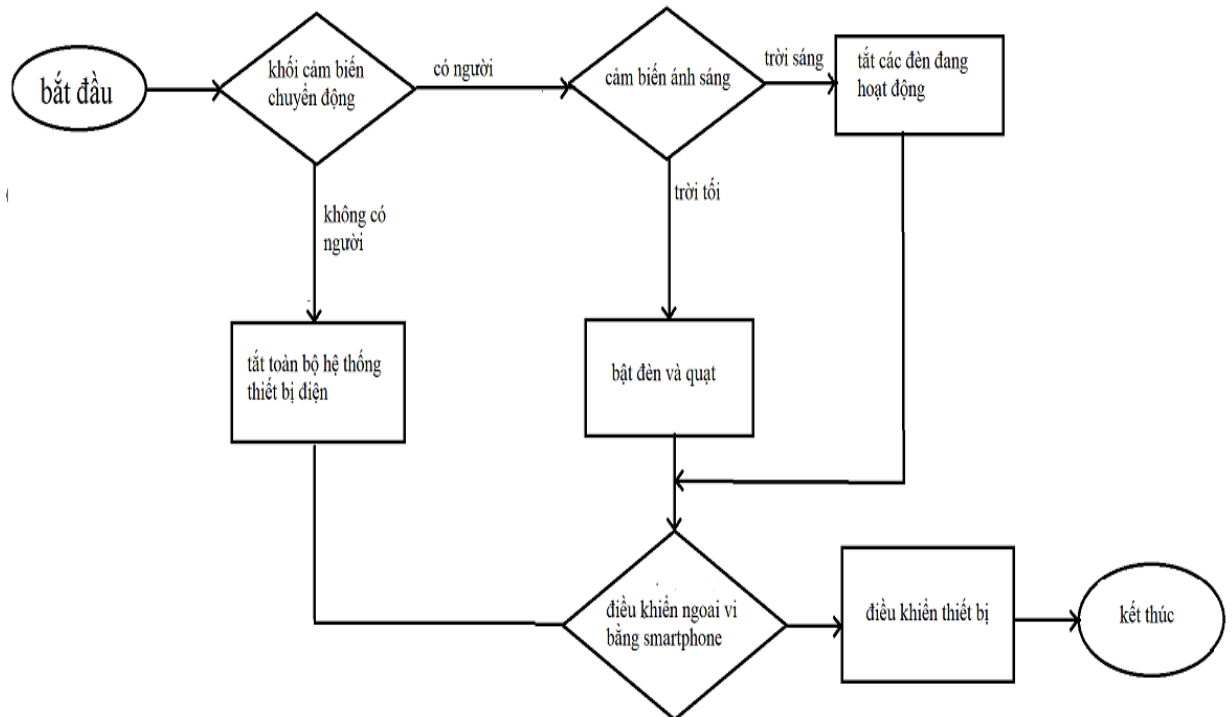 bắt đầu
khối cảm biến
chuyển động
có người
cảm biến ánh sáng
trời sáng
tắt các đèn đang
hoạt động
không có
người
trời tối
tắt toàn bộ hệ thống
thiết bị điện
bật đèn và quạt
điều khiển ngoai vi
bằng smartphone
điều khiển thiết bị
kết thúc